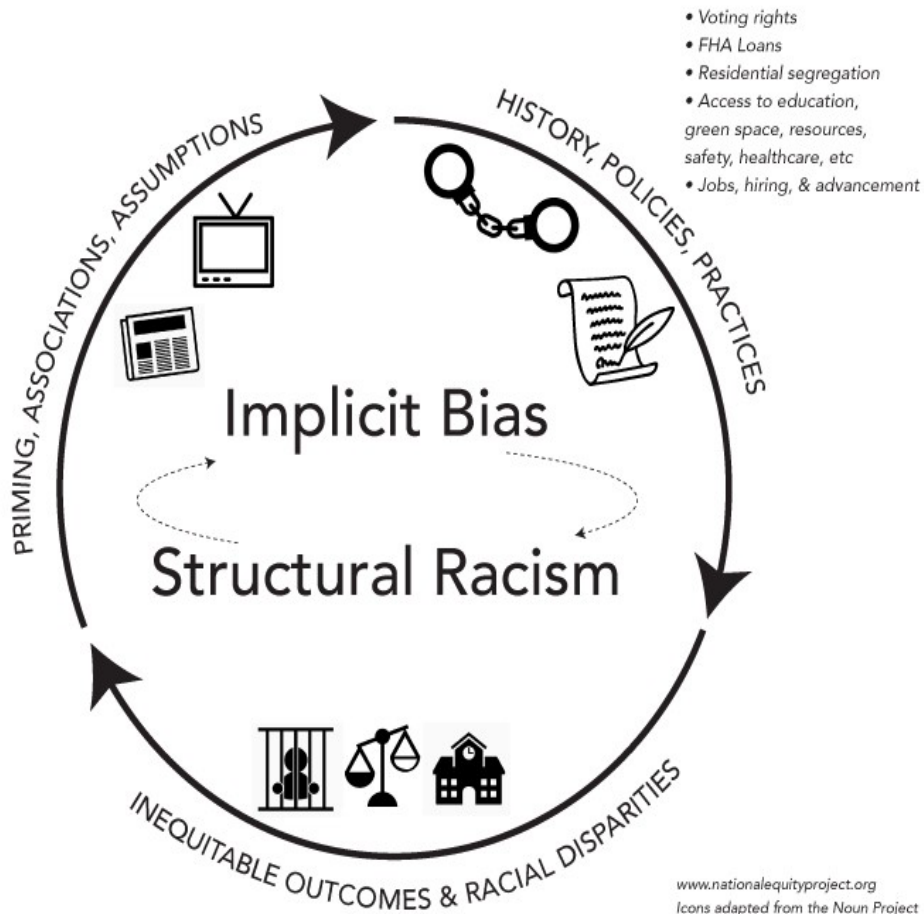 • Voting rights
• FHA Loans
• Residential segregation
• Access to education,
green space, resources,
safety, healthcare, etc
• Jobs, hiring, & advancement
HISTORY, POLICIES, PRACTICES
PRIMING, ASSOCIATIONS, ASSUMPTIONS
Implicit Bias
Structural Racism
INEQUITABLE OUTCOMES & RACIAL DISPARITIES
www.nationalequityproject.org
Icons adapted from the Noun Project